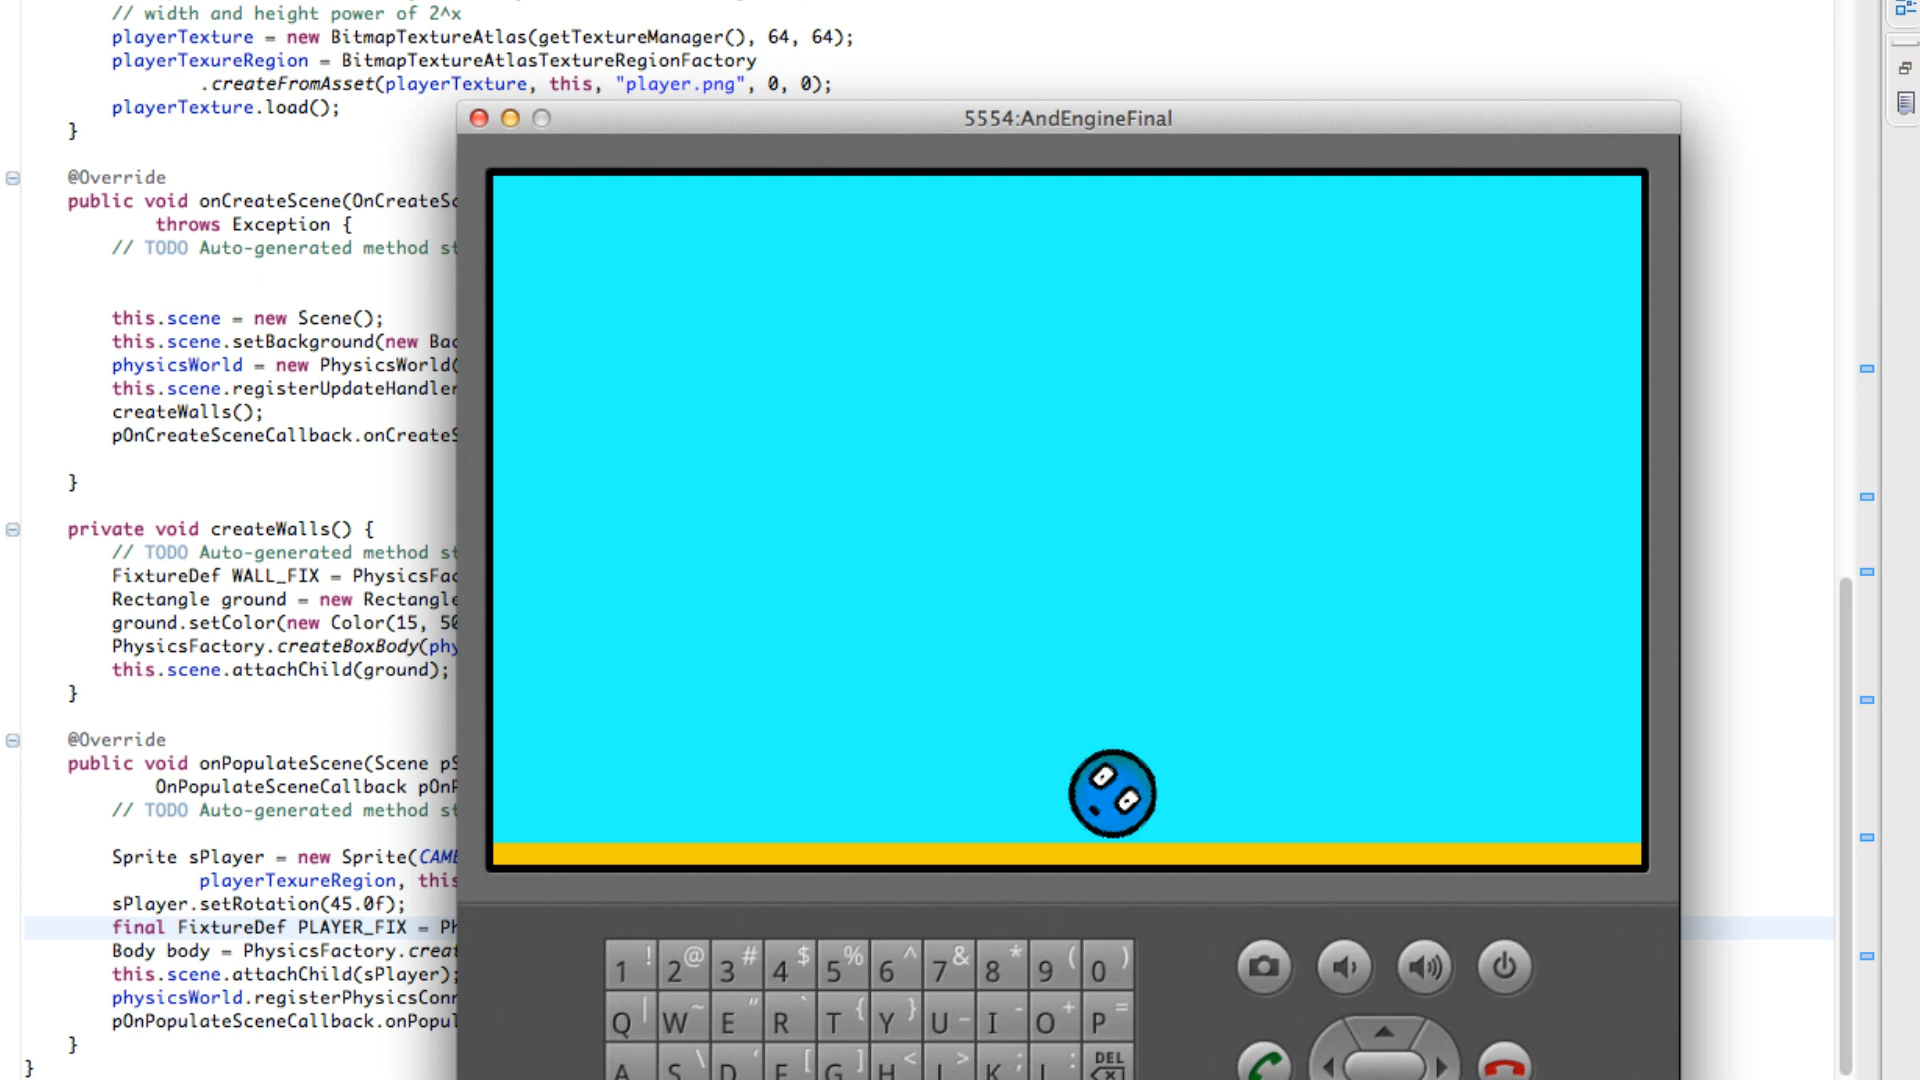 // width and height power of 2^x
playerTexture = new BitmapTextureAtlas(getTextureManager(), 64, 64);
playerTexureRegion = BitmapTextureAtlasTextureRegionFactory
.createFromAsset(playerTexture, this, "player.png", 0, 0);
playerTexture.load();
}
5554:AndEngineFinal
@Override
public void onCreateScene(OnCreateSc
throws Exception {
// TODO Auto-generated method st
this.scene = new Scene();
this.scene.setBackground(new Bac
physicsWorld = new PhysicsWorld(
this.scene.registerUpdateHandler
createWalls();
pOnCreateSceneCallback.onCreateS
}
private void createWalls() {
// TODO Auto-generated method st
FixtureDef WALL_FIX = PhysicsFac
Rectangle ground = new Rectangle
ground.setColor(new Color(15, 50
PhysicsFactory.createBoxBody(phy
this.scene.attachChild(ground);
}
@Override
public void onPopulateScene(Scene pS
OnPopulateSceneCallback pOnP
// TODO Auto-generated method st
Sprite sPlayer = new Sprite(CAME
playerTexureRegion, this
sPlayer.setRotation(45.0f);
final FixtureDef PLAYER_FIX = Ph
Body body = PhysicsFactory.creat
this.scene.attachChild(sPlayer);
physicsWorld.registerPhysicsConn
pOnPopulateSceneCallback.onPopul
}
}
1 ! 2 @ 3 # 4 $ 5 % 6 ^ 7 & 8 * 9 ( 0 )
Q | W ~ E " R ` T { Y } U _ I - O + P =
A S \ D ' F [ G ] H < J > K ; L : DEL